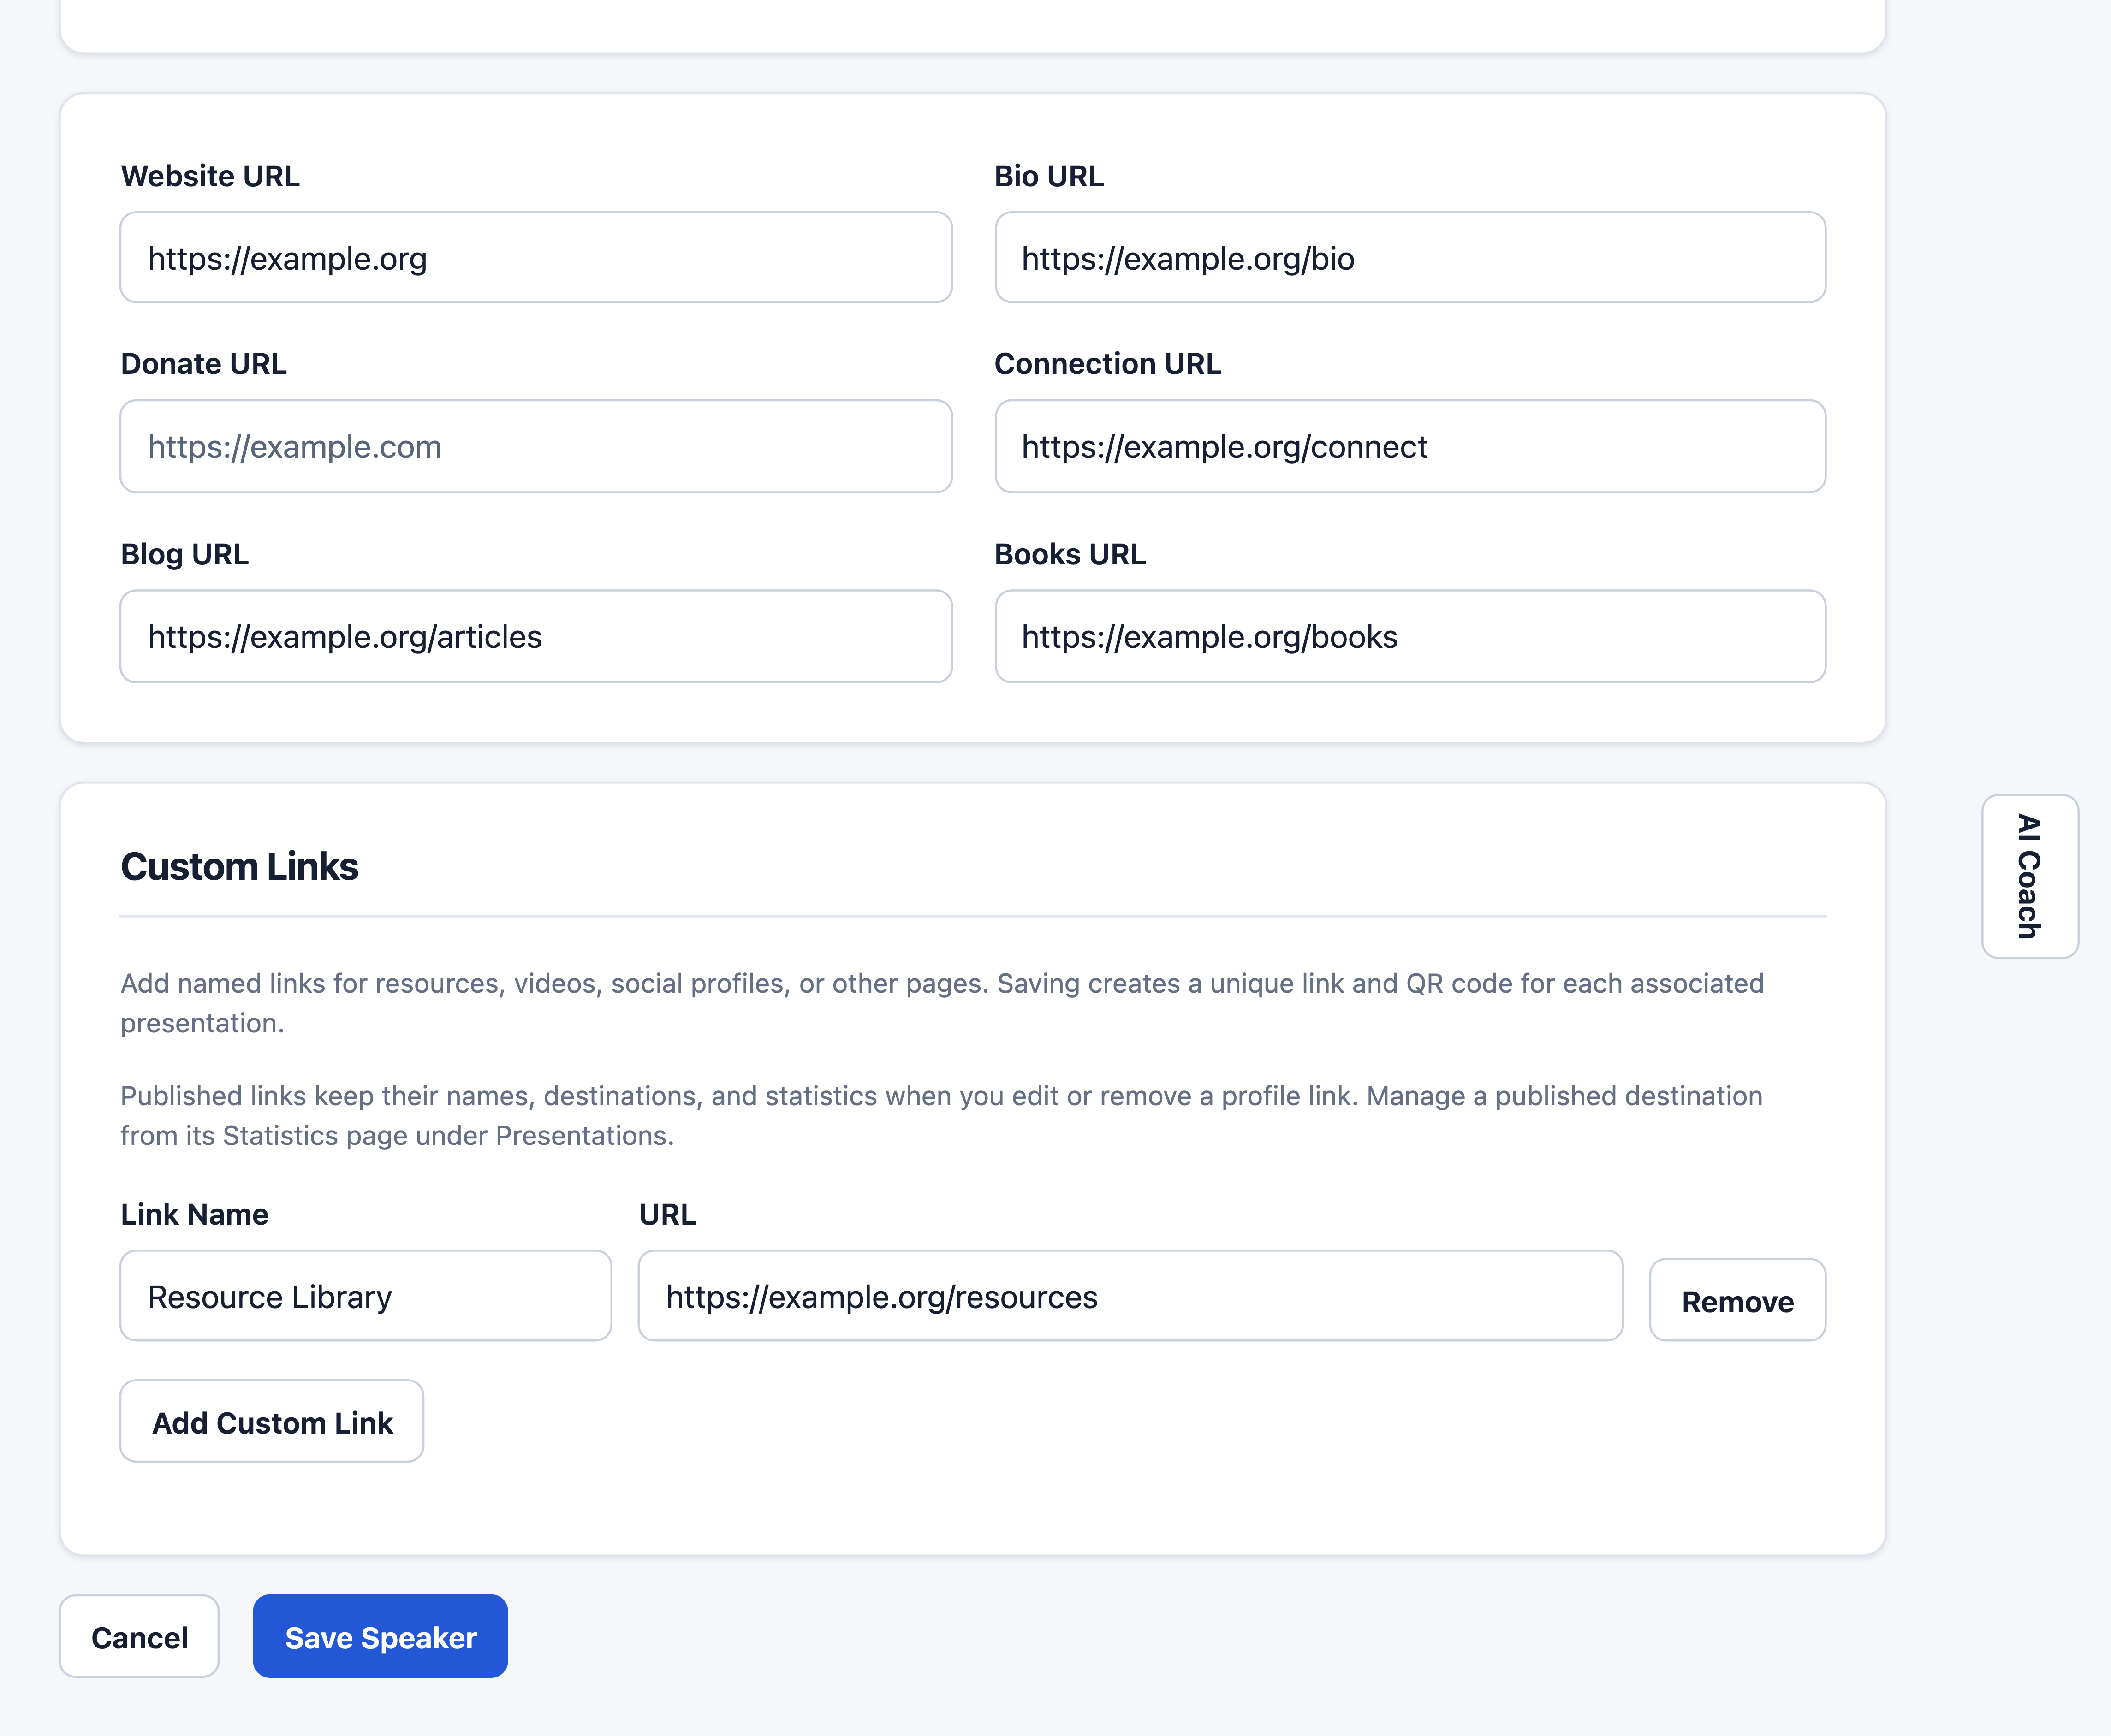 Website URL
Bio URL
https://example.org
https://example.org/bio
Donate URL
Connection URL
https://example.com
https://example.org/connect
Blog URL
Books URL
https://example.org/articles
https://example.org/books
Custom Links
Add named links for resources, videos, social profiles, or other pages. Saving creates a unique link and QR code for each associated
presentation.
Published links keep their names, destinations, and statistics when you edit or remove a profile link. Manage a published destination
from its Statistics page under Presentations.
Link Name
URL
Resource Library
https://example.org/resources
Remove
Add Custom Link
Cancel
Save Speaker
AI Coach